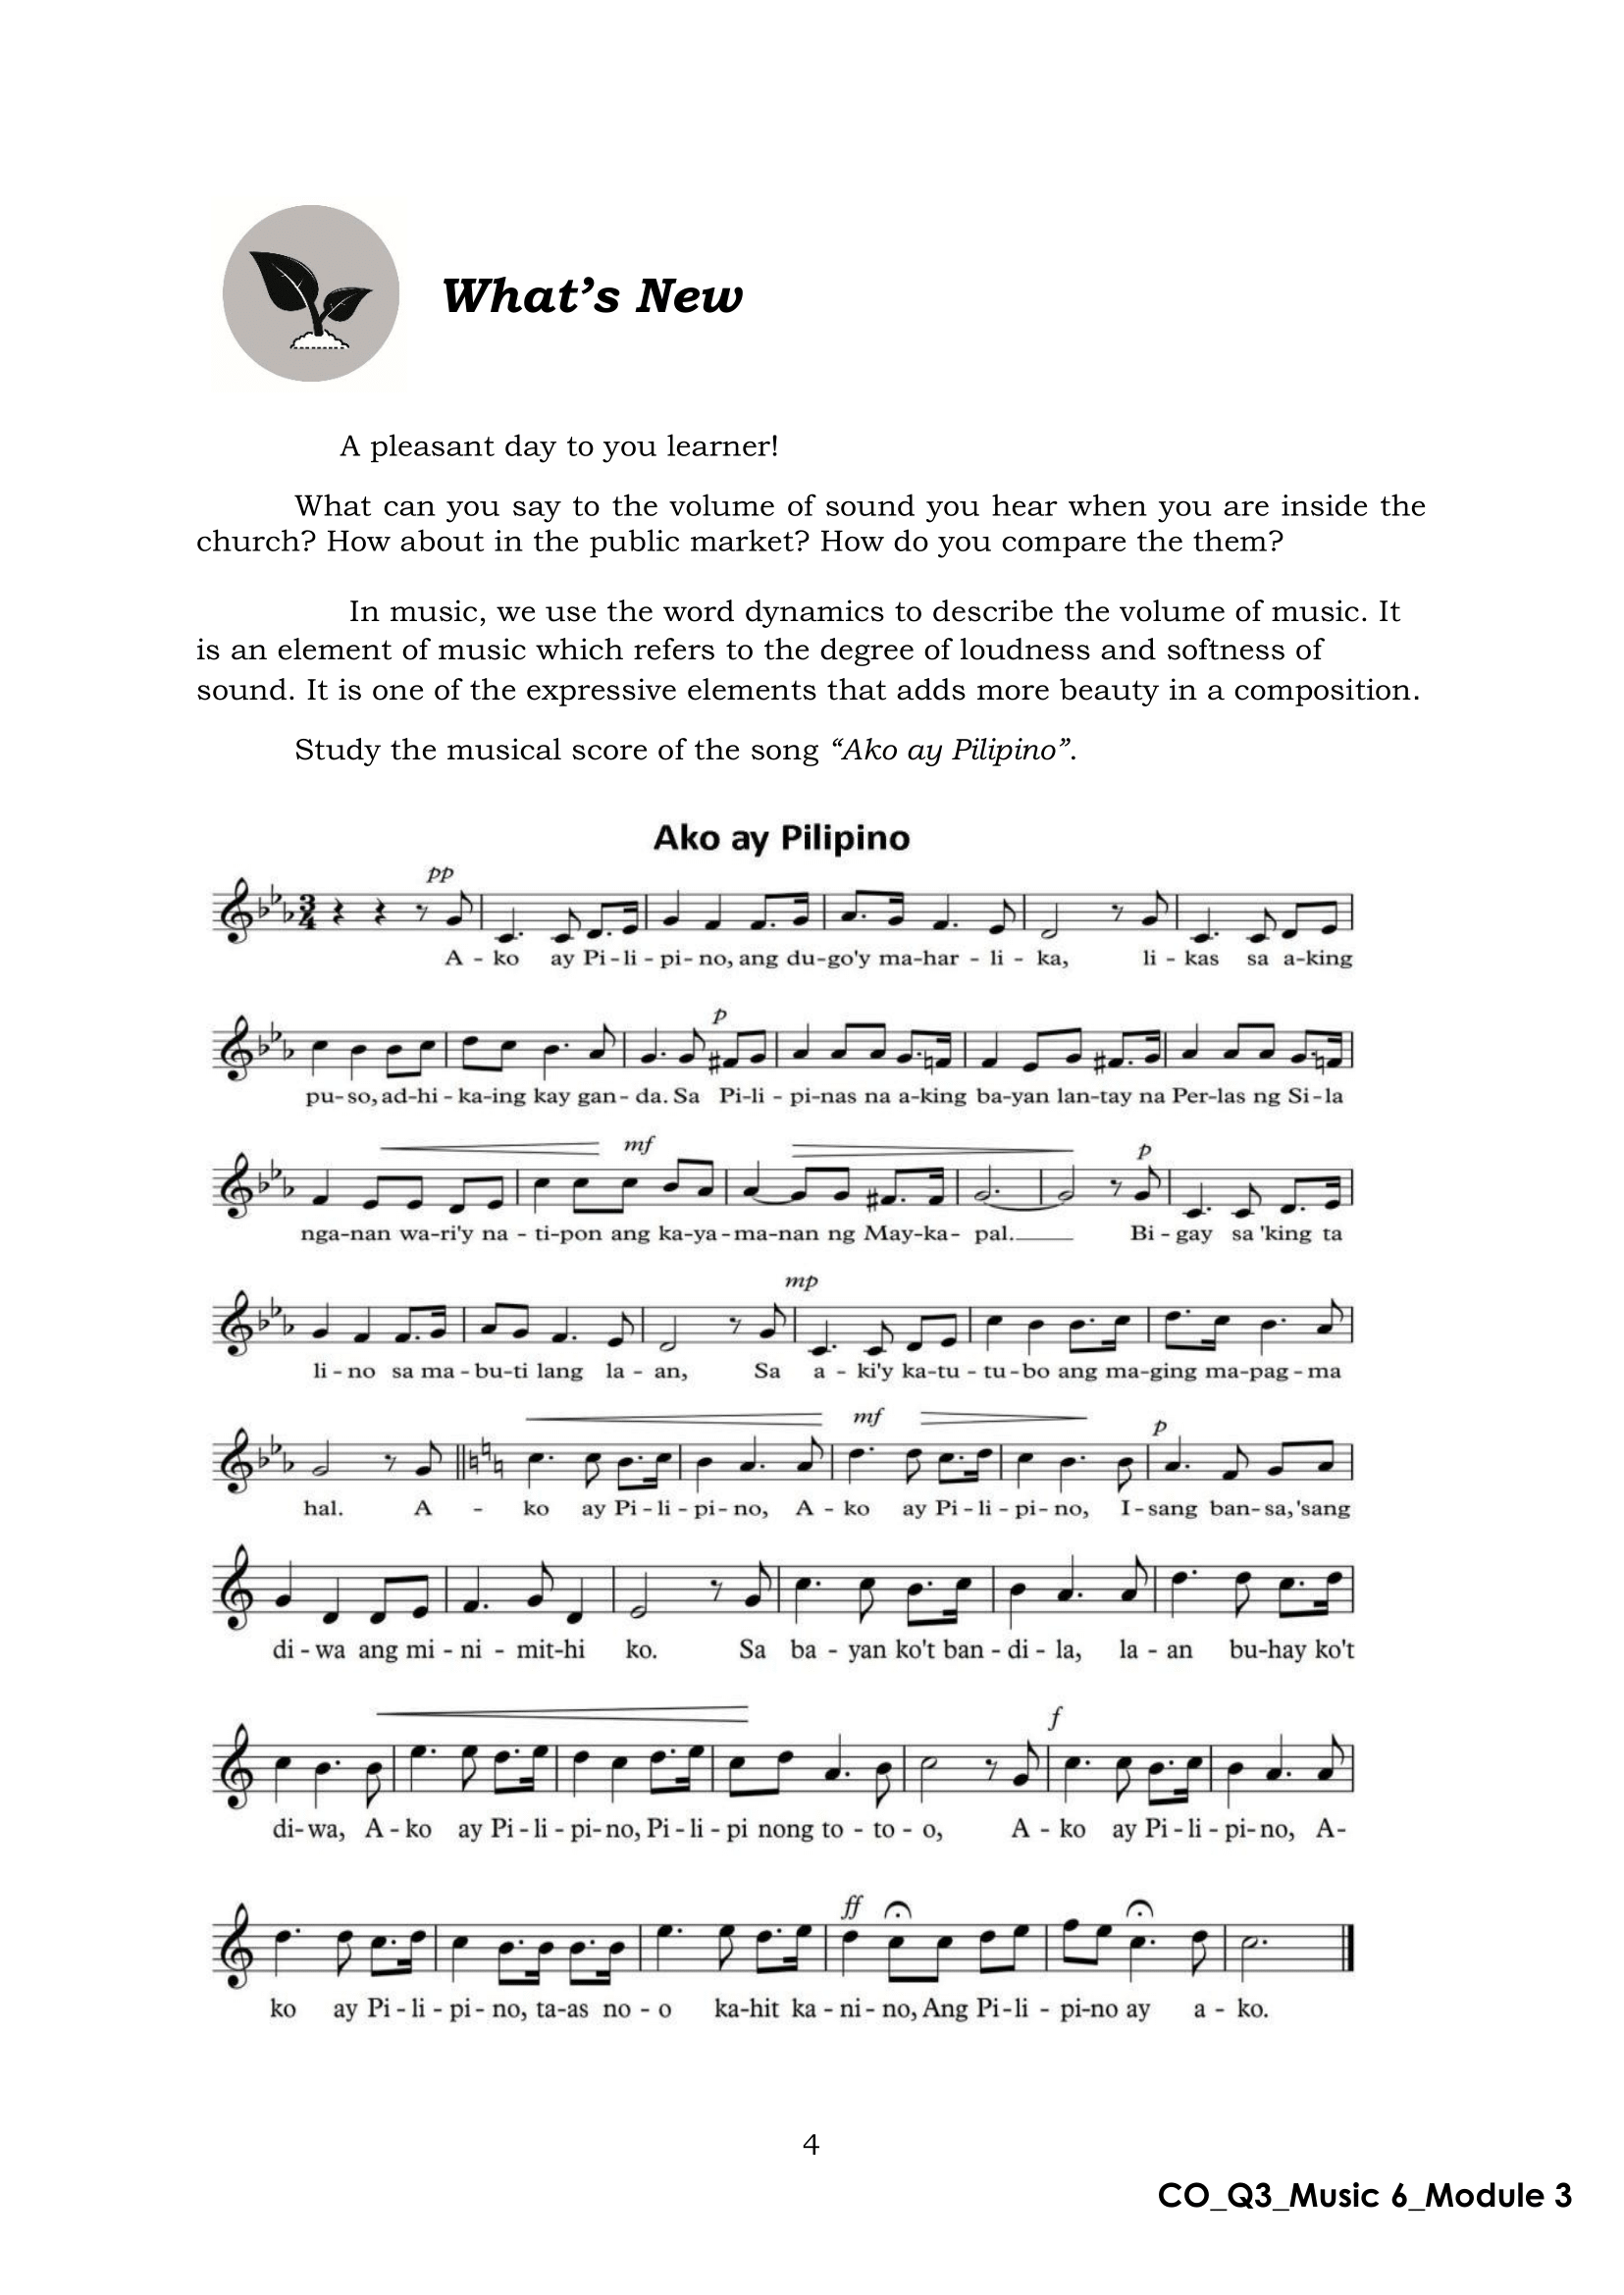 What's New
A pleasant day to you learner!
What can you say to the volume of sound you hear when you are inside the
church? How about in the public market? How do you compare the them?
In music, we use the word dynamics to describe the volume of music. It
is an element of music which refers to the degree of loudness and softness of
sound. It is one of the expressive elements that adds more beauty in a composition.
Study the musical score of the song “Ako ay Pilipino”.
Ako ay Pilipino
pp
3
4
A - ko ay Pi - li - pi - no, ang du - go'y ma - har - li - ka, li - kas sa a - king
p
pu - so, ad - hi - ka - ing kay gan - da. Sa Pi - li - pi - nas na a - king ba - yan lan - tay na Per - las ng Si - la
mf p
nga - nan wa - ri'y na - ti - pon ang ka - ya - ma - nan ng May - ka - pal. Bi - gay sa 'king ta
mp
li - no sa ma - bu - ti lang la - an, Sa a - ki'y ka - tu - tu - bo ang ma - ging ma - pag - ma
mf p
hal. A - ko ay Pi - li - pi - no, A - ko ay Pi - li - pi - no, I - sang ban - sa, 'sang
di - wa ang mi - ni - mit - hi ko. Sa ba - yan ko't ban - di - la, la - an bu - hay ko't
f
di - wa, A - ko ay Pi - li - pi - no, Pi - li - pi nong to - to - o, A - ko ay Pi - li - pi - no, A -
ff
ko ay Pi - li - pi - no, ta - as no - o ka - hit ka - ni - no, Ang Pi - li - pi - no ay a - ko.
4
CO_Q3_Music 6_Module 3